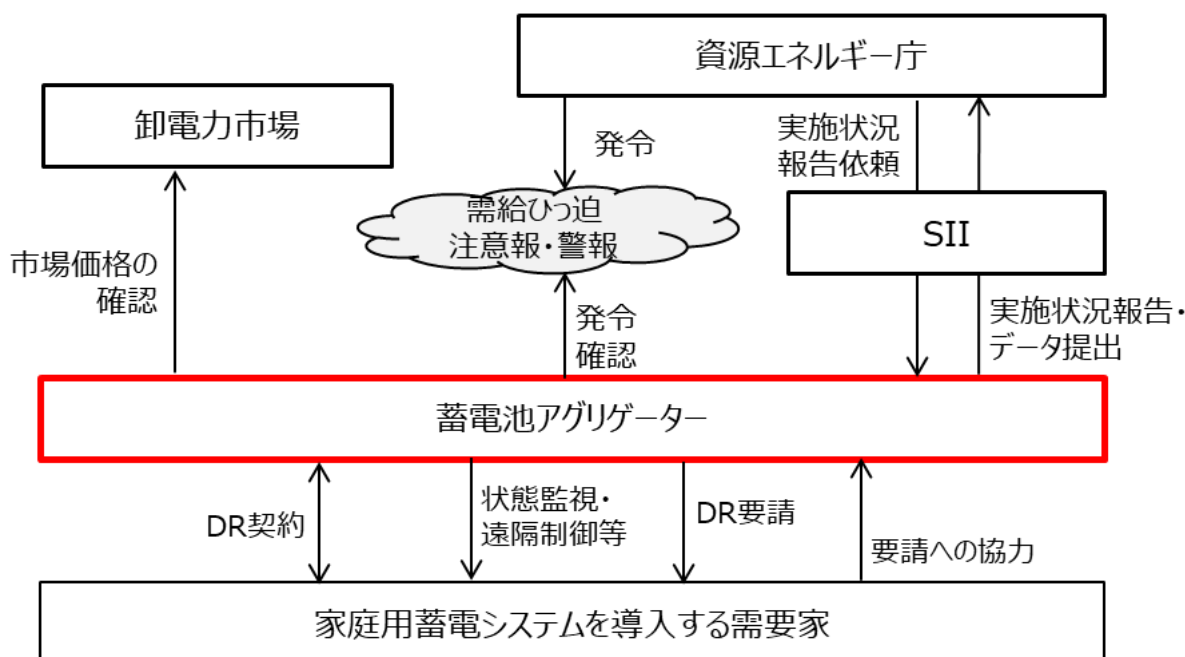 資源エネルギー庁
卸電力市場
発令
実施状況
報告依頼
需給ひっ迫
注意報・警報
SII
市場価格の
確認
発令
確認
実施状況報告・
データ提出
蓄電池アグリゲーター
DR契約
状態監視・
遠隔制御等
DR要請
要請への協力
家庭用蓄電システムを導入する需要家